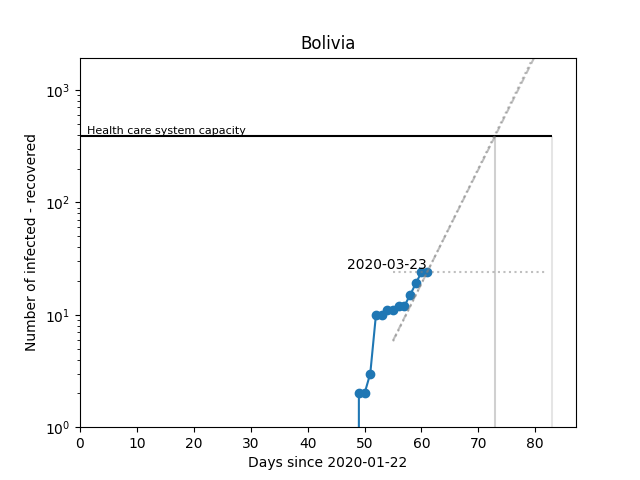 Bolivia
Number of infected - recovered
10³
Health care system capacity
10²
2020-03-23
10¹
10⁰
0 10 20 30 40 50 60 70 80
Days since 2020-01-22